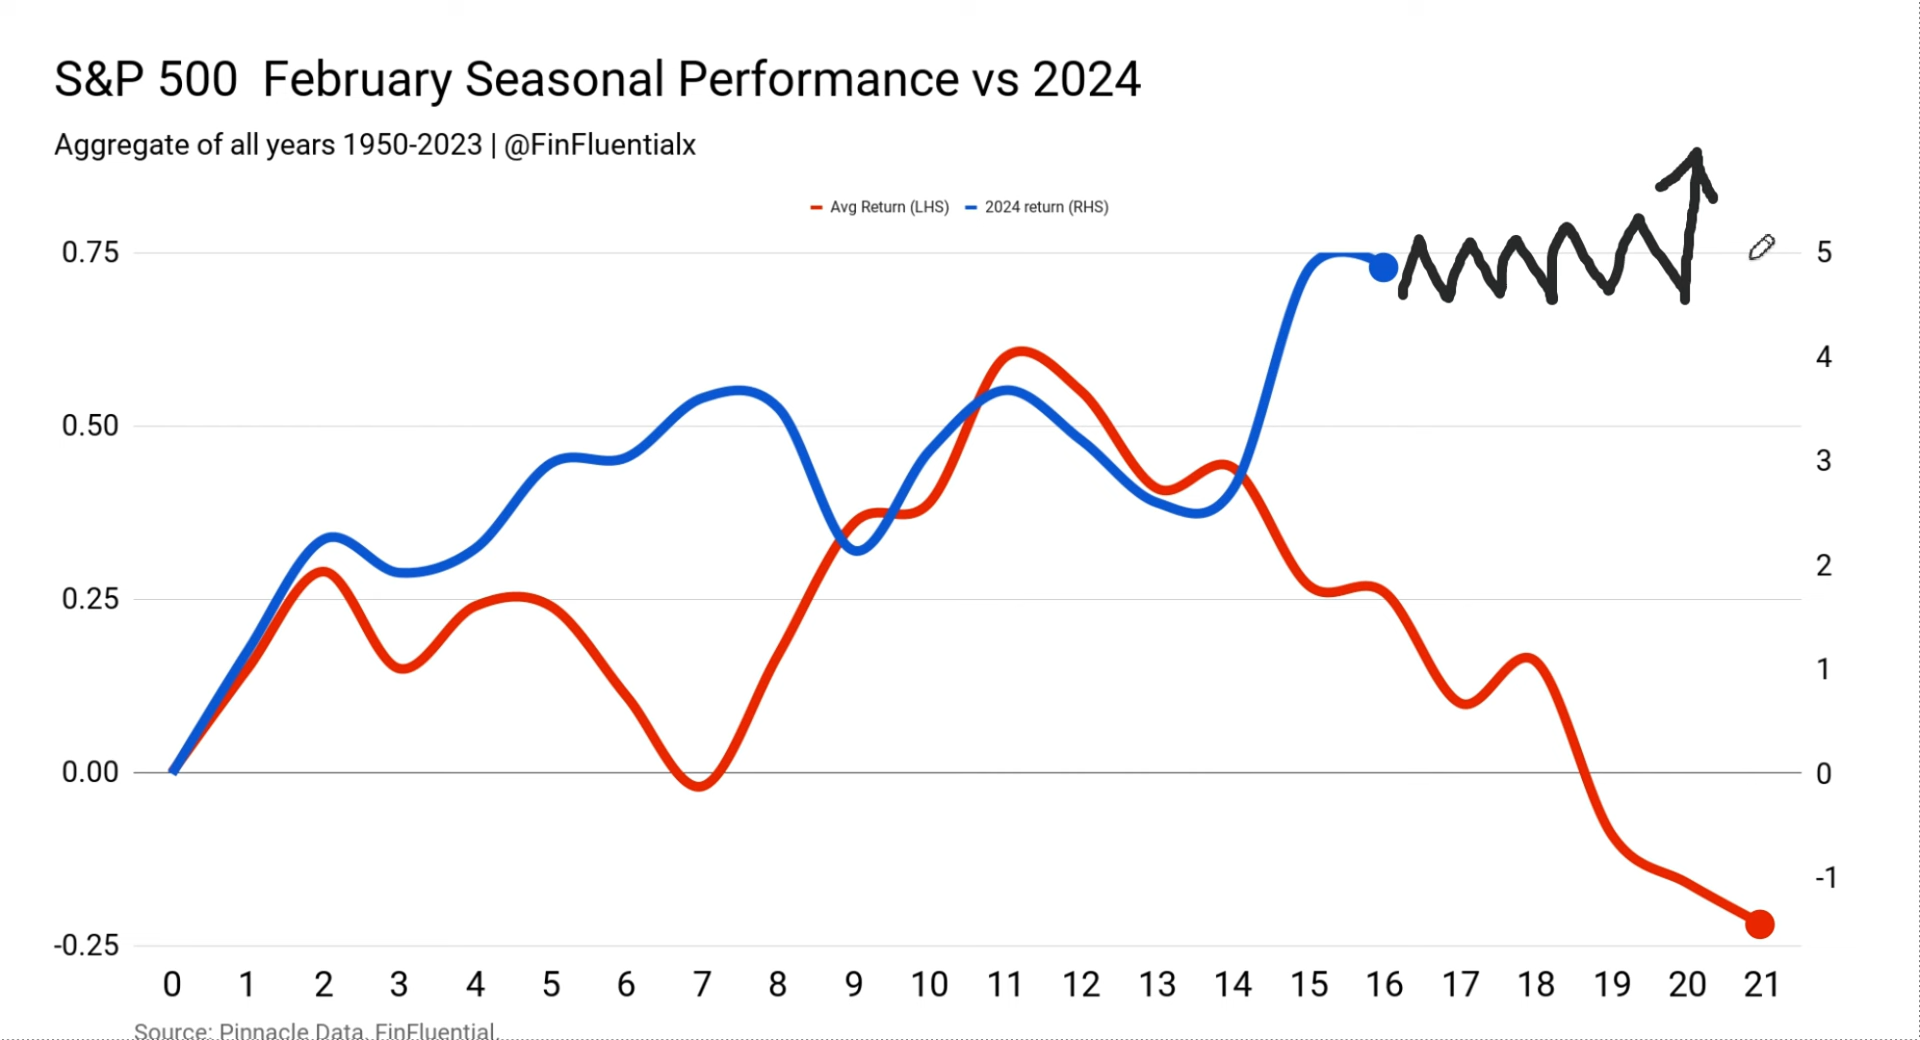 S&P 500 February Seasonal Performance vs 2024
Aggregate of all years 1950-2023 | @FinFluentialx
Avg Return (LHS) 2024 return (RHS)
0.75 5
4
0.50
3
2
0.25
1
0.00 0
-1
-0.25
0 1 2 3 4 5 6 7 8 9 10 11 12 13 14 15 16 17 18 19 20 21
Source: Pinnacle Data, FinFluential.